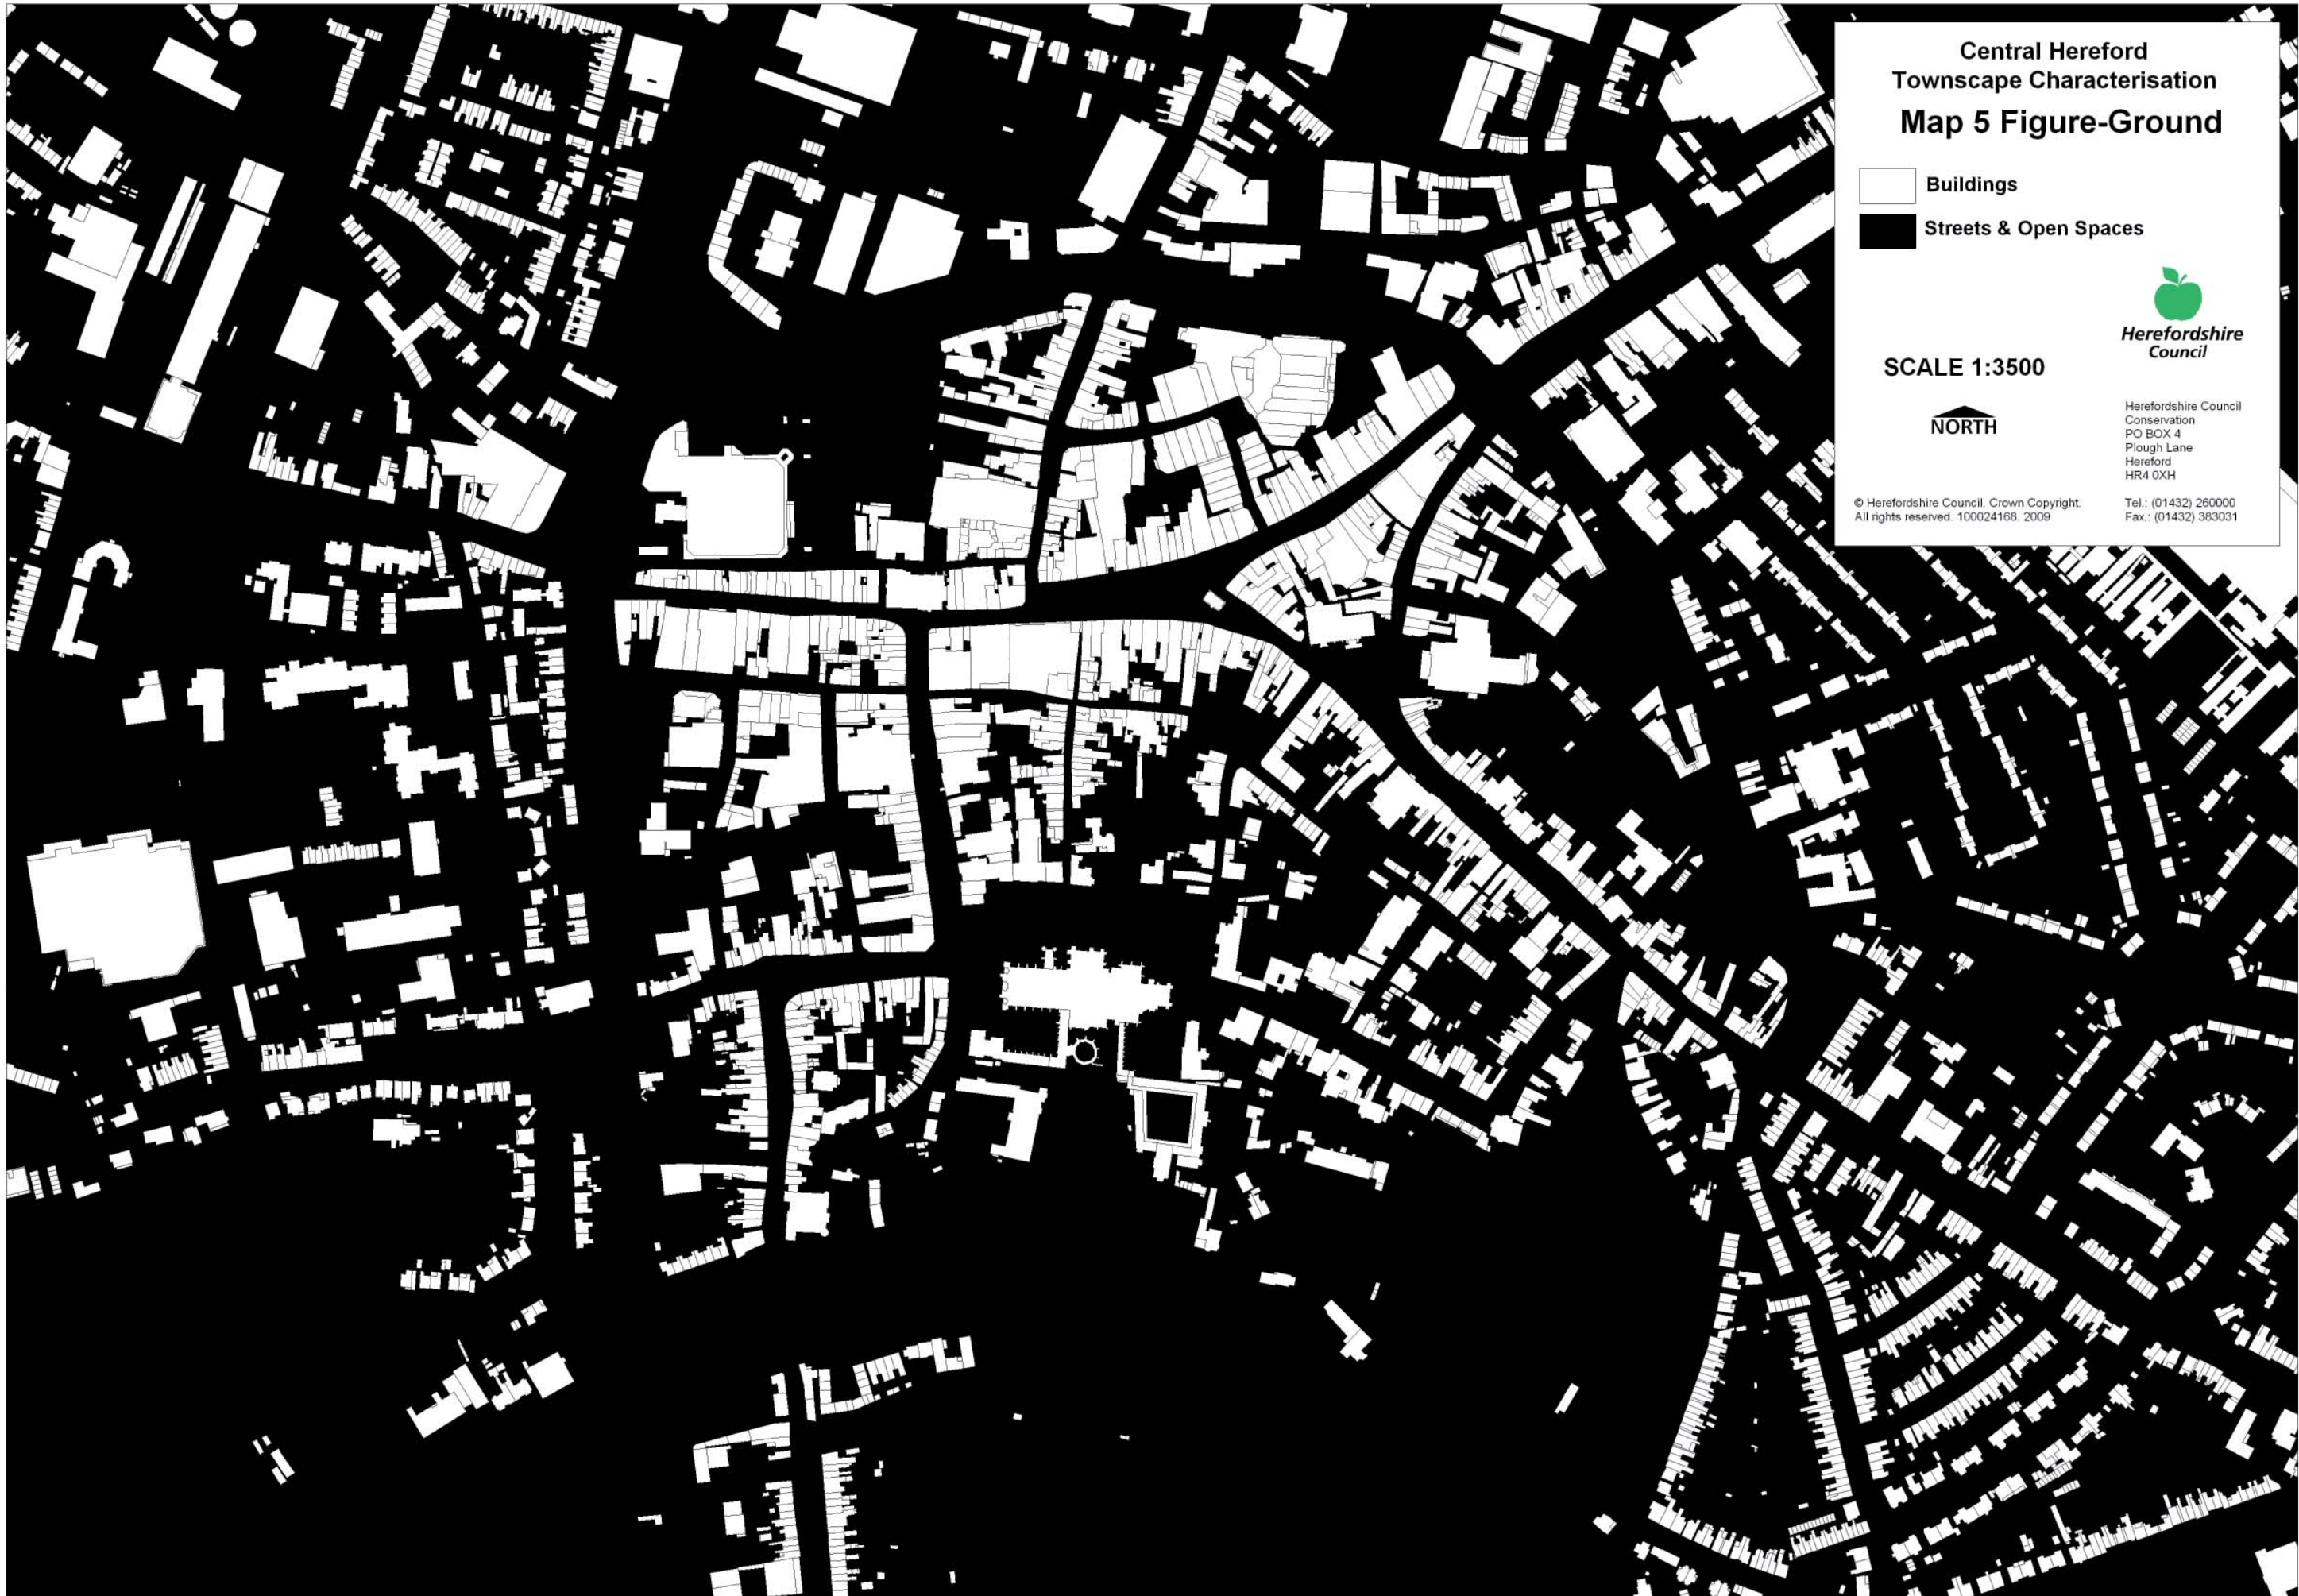 Central Hereford
Townscape Characterisation
Map 5 Figure-Ground
Buildings
Streets & Open Spaces
Herefordshire
Council
SCALE 1:3500
NORTH
Herefordshire Council
Conservation
PO BOX 4
Plough Lane
Hereford
HR4 0XH
© Herefordshire Council. Crown Copyright.
All rights reserved. 100024168. 2009
Tel.: (01432) 260000
Fax.: (01432) 383031